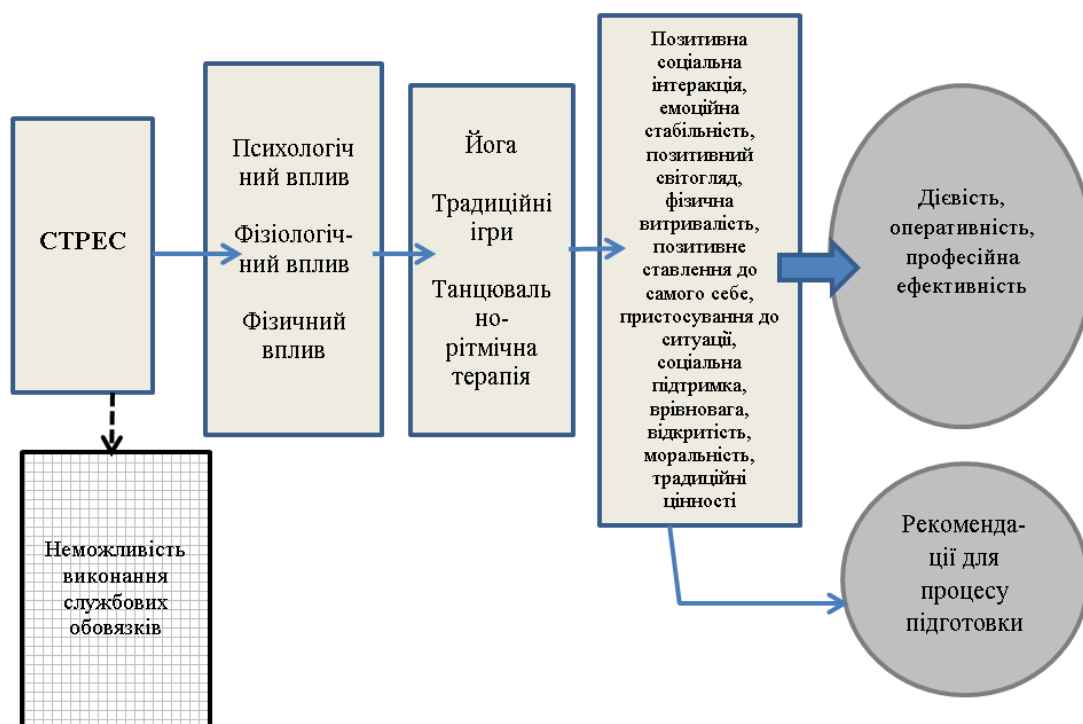 СТРЕС
Неможливість
виконання
службових
обовязків
Психологіч
ний вплив
Фізіологіч-
ний вплив
Фізичний
вплив
Йога
Традиційні
ігри
Танцюваль
но-
рітмічна
терапія
Позитивна
соціальна
інтеракція,
емоційна
стабільність,
позитивний
світогляд,
фізична
витривалість,
позитивне
ставлення до
самого себе,
пристосування до
ситуації,
соціальна
підтримка,
врівновага,
відкритість,
моральність,
традиційні
цінності
Дієвість,
оперативність,
професійна
ефективність
Рекоменда-
ції для
процесу
підготовки